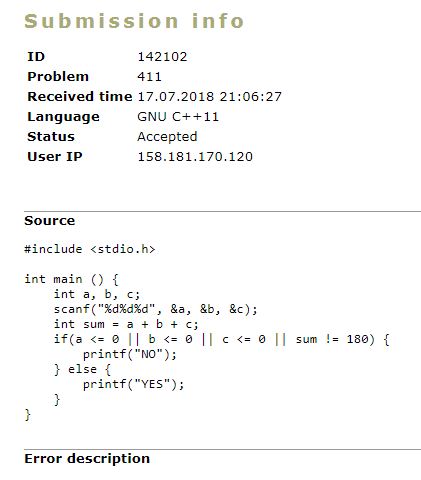 Submission info
ID 142102
Problem 411
Received time 17.07.2018 21:06:27
Language GNU C++11
Status Accepted
User IP 158.181.170.120
Source
#include <stdio.h>
int main () {
    int a, b, c;
    scanf("%d%d%d", &a, &b, &c);
    int sum = a + b + c;
    if(a <= 0 || b <= 0 || c <= 0 || sum != 180) {
        printf("NO");
    } else {
        printf("YES");
    }
}
Error description